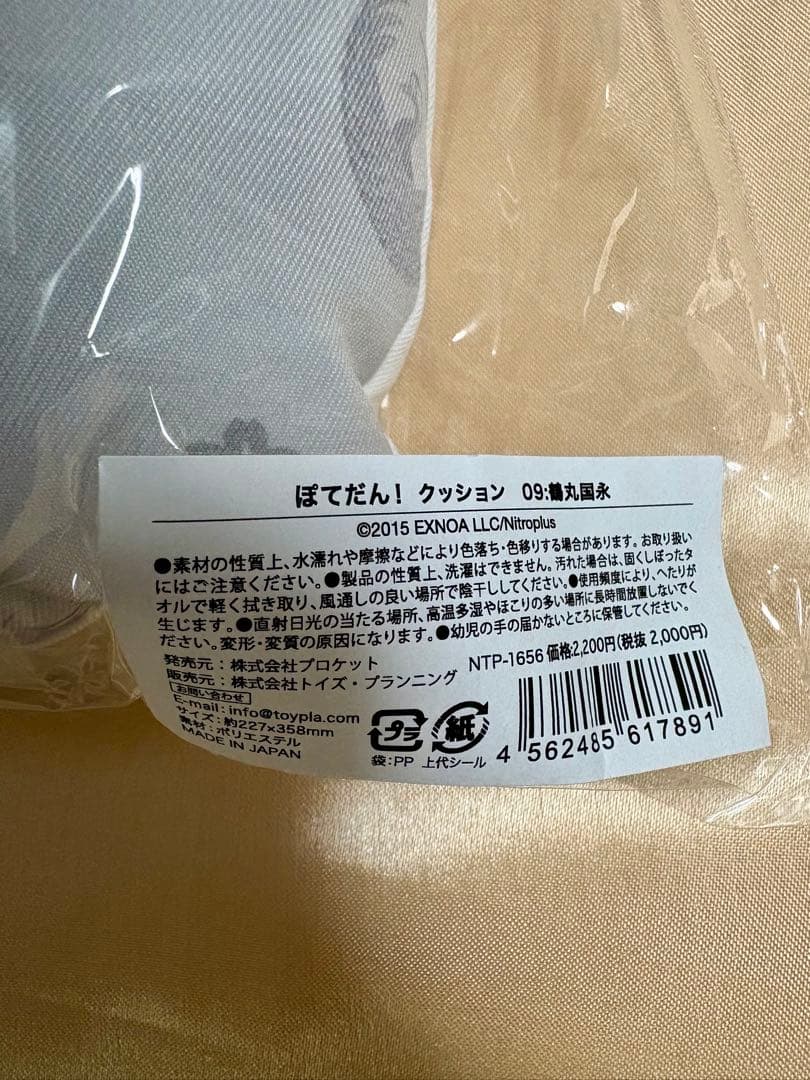 ぽてだん！ クッション 09:鶴丸国永
©2015 EXNOA LLC/Nitroplus
●素材の性質上、水濡れや摩擦などにより色落ち・色移りする場合があります。お取り扱い
にはご注意ください。●製品の性質上、洗濯はできません。汚れた場合は、固くしぼったタ
オルで軽く拭き取り、風通しの良い場所で陰干ししてください。●使用頻度により、へたりが
生じます。●直射日光の当たる場所、高温多湿やほこりの多い場所に長時間放置しないでく
ださい。変形・変質の原因になります。●幼児の手の届かないところに保管してください。
発売元：株式会社ブロケット
NTP-1656 価格:2,200円(税抜 2,000円)
販売元：株式会社トイズ・プランニング
お問い合わせ
E-mail:info@toypla.com
サイズ：約227×358mm
素材：ポリエステル
MADE IN JAPAN
プラ 紙
袋:PP 上代シール
4 562485 617891